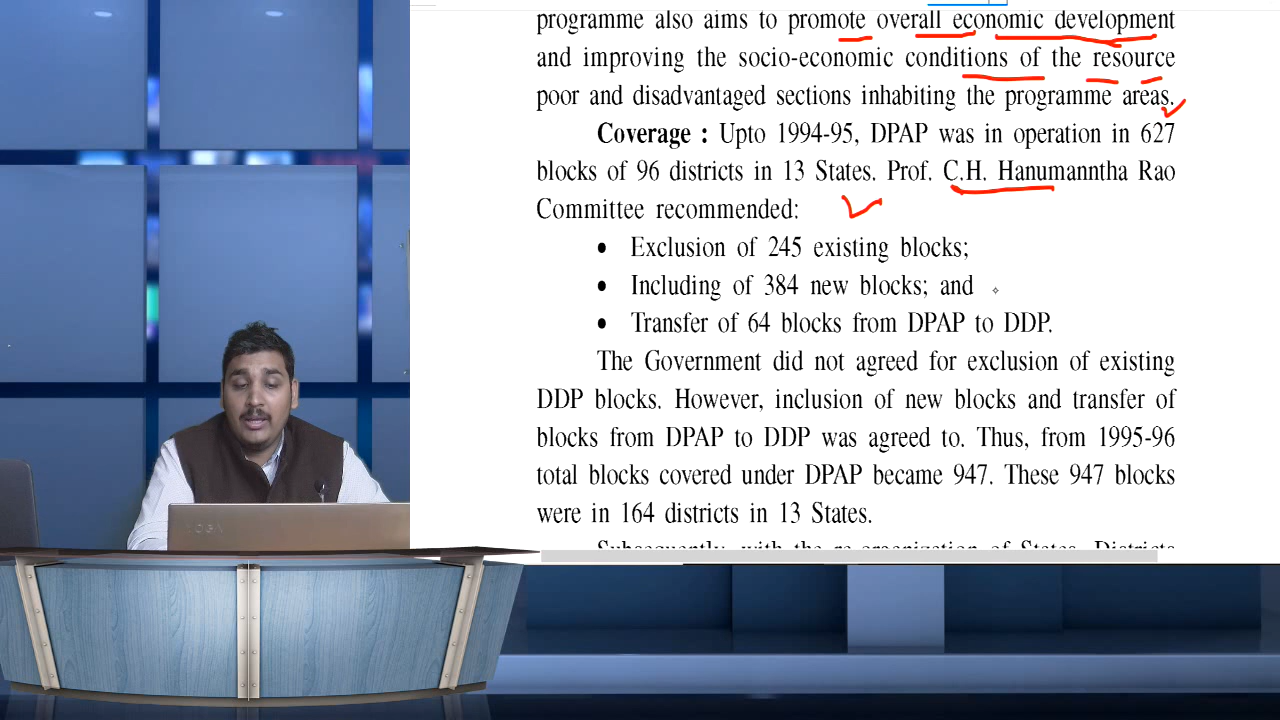 programme also aims to promote overall economic development
and improving the socio-economic conditions of the resource
poor and disadvantaged sections inhabiting the programme areas.
Coverage : Upto 1994-95, DPAP was in operation in 627
blocks of 96 districts in 13 States. Prof. C.H. Hanumanntha Rao
Committee recommended:
• Exclusion of 245 existing blocks;
• Including of 384 new blocks; and
• Transfer of 64 blocks from DPAP to DDP.
The Government did not agreed for exclusion of existing
DDP blocks. However, inclusion of new blocks and transfer of
blocks from DPAP to DDP was agreed to. Thus, from 1995-96
total blocks covered under DPAP became 947. These 947 blocks
were in 164 districts in 13 States.
Subsequently, with the re-organization of States, Districts